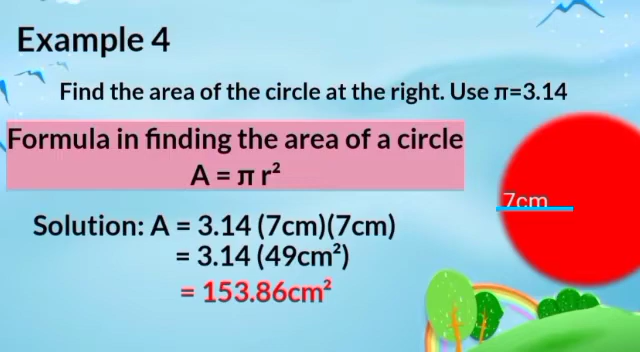 Example 4
Find the area of the circle at the right. Use π=3.14
Formula in finding the area of a circle
A = π r²
7cm
Solution: A = 3.14 (7cm)(7cm)
= 3.14 (49cm²)
= 153.86cm²